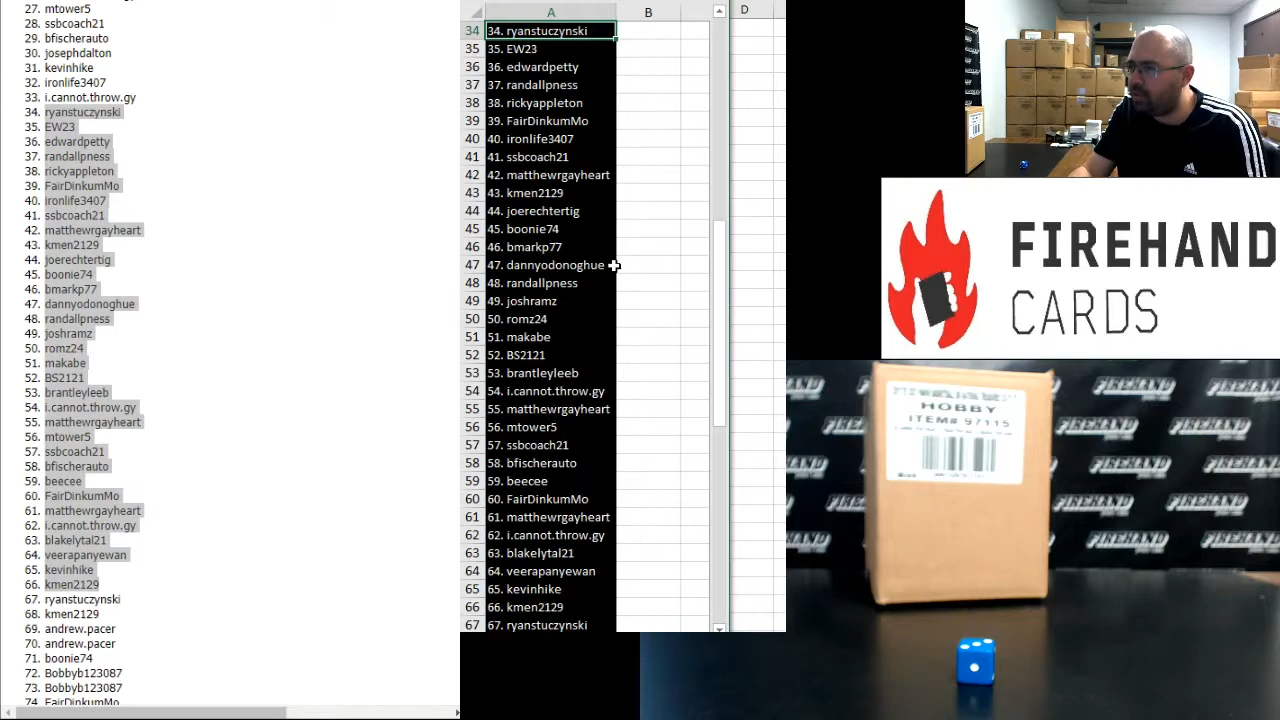 27. mtower5
28. ssbcoach21
29. bfischerauto
30. josephdalton
31. kevinhike
32. ironlife3407
33. i.cannot.throw.gy
34. ryanstuczynski
35. EW23
36. edwardpetty
37. randallpness
38. rickyappleton
39. FairDinkumMo
40. ironlife3407
41. ssbcoach21
42. matthewrgayheart
43. kmen2129
44. joerechtertig
45. boonie74
46. bmarkp77
47. dannyodonoghue
48. randallpness
49. joshramz
50. romz24
51. makabe
52. BS2121
53. brantleyleeb
54. i.cannot.throw.gy
55. matthewrgayheart
56. mtower5
57. ssbcoach21
58. bfischerauto
59. beecee
60. FairDinkumMo
61. matthewrgayheart
62. i.cannot.throw.gy
63. blakelytal21
64. veerapanyewan
65. kevinhike
66. kmen2129
67. ryanstuczynski
68. kmen2129
69. andrew.pacer
70. andrew.pacer
71. boonie74
72. Bobbyb123087
73. Bobbyb123087
74. FairDinkumMo
A B D
34 34. ryanstuczynski
35 35. EW23
36 36. edwardpetty
37 37. randallpness
38 38. rickyappleton
39 39. FairDinkumMo
40 40. ironlife3407
41 41. ssbcoach21
42 42. matthewrgayheart
43 43. kmen2129
44 44. joerechtertig
45 45. boonie74
46 46. bmarkp77
47 47. dannyodonoghue
48 48. randallpness
49 49. joshramz
50 50. romz24
51 51. makabe
52 52. BS2121
53 53. brantleyleeb
54 54. i.cannot.throw.gy
55 55. matthewrgayheart
56 56. mtower5
57 57. ssbcoach21
58 58. bfischerauto
59 59. beecee
60 60. FairDinkumMo
61 61. matthewrgayheart
62 62. i.cannot.throw.gy
63 63. blakelytal21
64 64. veerapanyewan
65 65. kevinhike
66 66. kmen2129
67 67. ryanstuczynski
adidas
FIREHAND
CARDS
HOBBY
ITEM# 97115
FIREHAND
FIREHAND
FIREHAND
FIREHAND
FIREHAND
FIREHAND
FIREHAND